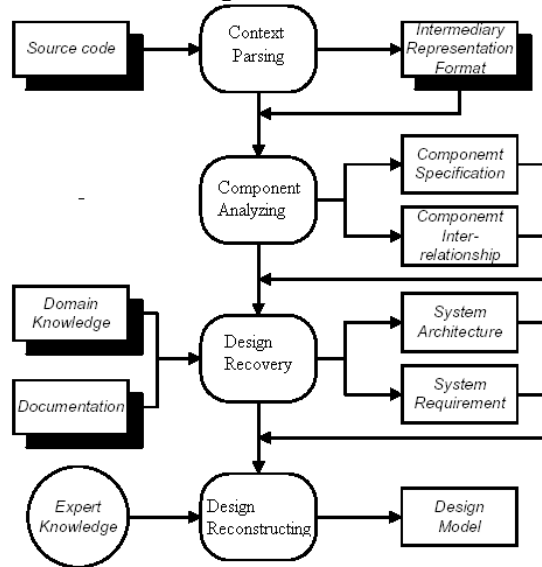 Source code
Context
Parsing
Intermediary
Representation
Format
Component
Analyzing
Componemt
Specification
Componemt
Inter-
relationship
Domain
Knowledge
Documentation
Design
Recovery
System
Architecture
System
Requirement
Expert
Knowledge
Design
Reconstructing
Design
Model